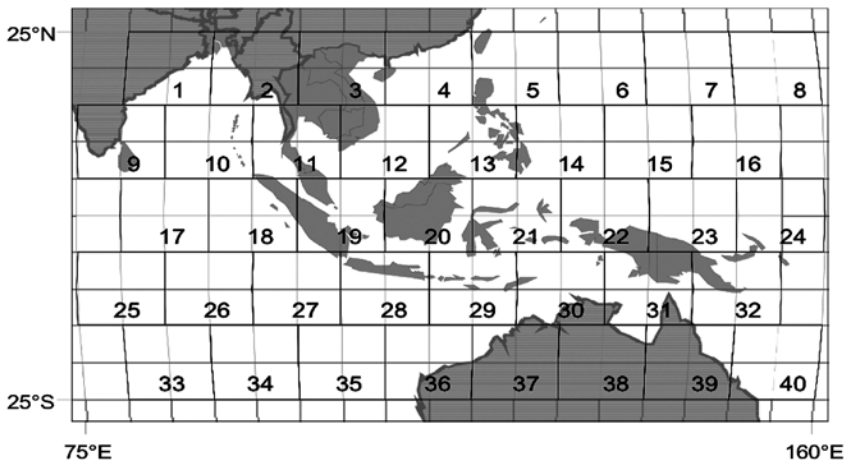 25°N
1 2 3 4 5 6 7 8
9 10 11 12 13 14 15 16
17 18 19 20 21 22 23 24
25 26 27 28 29 30 31 32
33 34 35 36 37 38 39 40
25°S
75°E 160°E